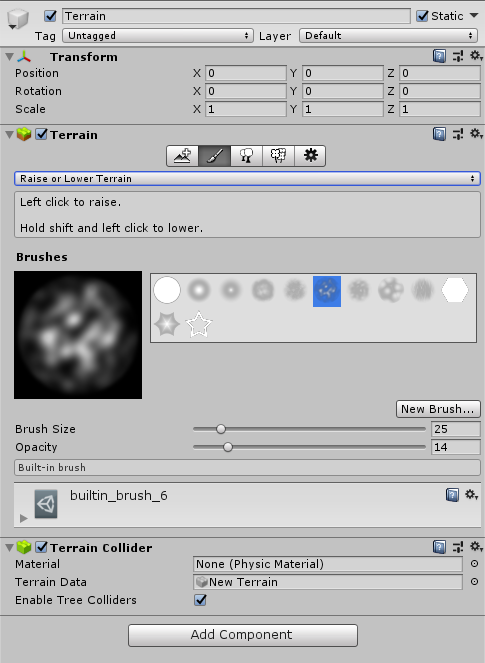 Terrain Static
Tag Untagged Layer Default
Transform
Position X 0 Y 0 Z 0
Rotation X 0 Y 0 Z 0
Scale X 1 Y 1 Z 1
Terrain
Raise or Lower Terrain
Left click to raise.
Hold shift and left click to lower.
Brushes
New Brush...
Brush Size 25
Opacity 14
Built-in brush
builtin_brush_6
Terrain Collider
Material None (Physic Material)
Terrain Data New Terrain
Enable Tree Colliders
Add Component